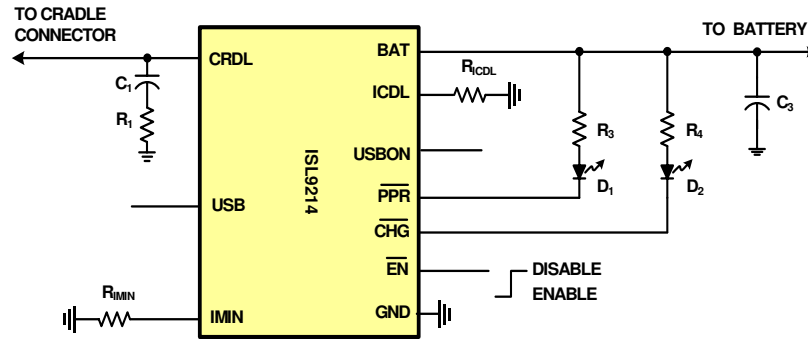 TO CRADLE
CONNECTOR
TO BATTERY
CRDL
BAT
C1
R1
ICDL
RICDL
R3
R4
C3
USBON
ISL9214
D1
D2
USB
PPR
CHG
EN
DISABLE
ENABLE
RIMIN
IMIN
GND